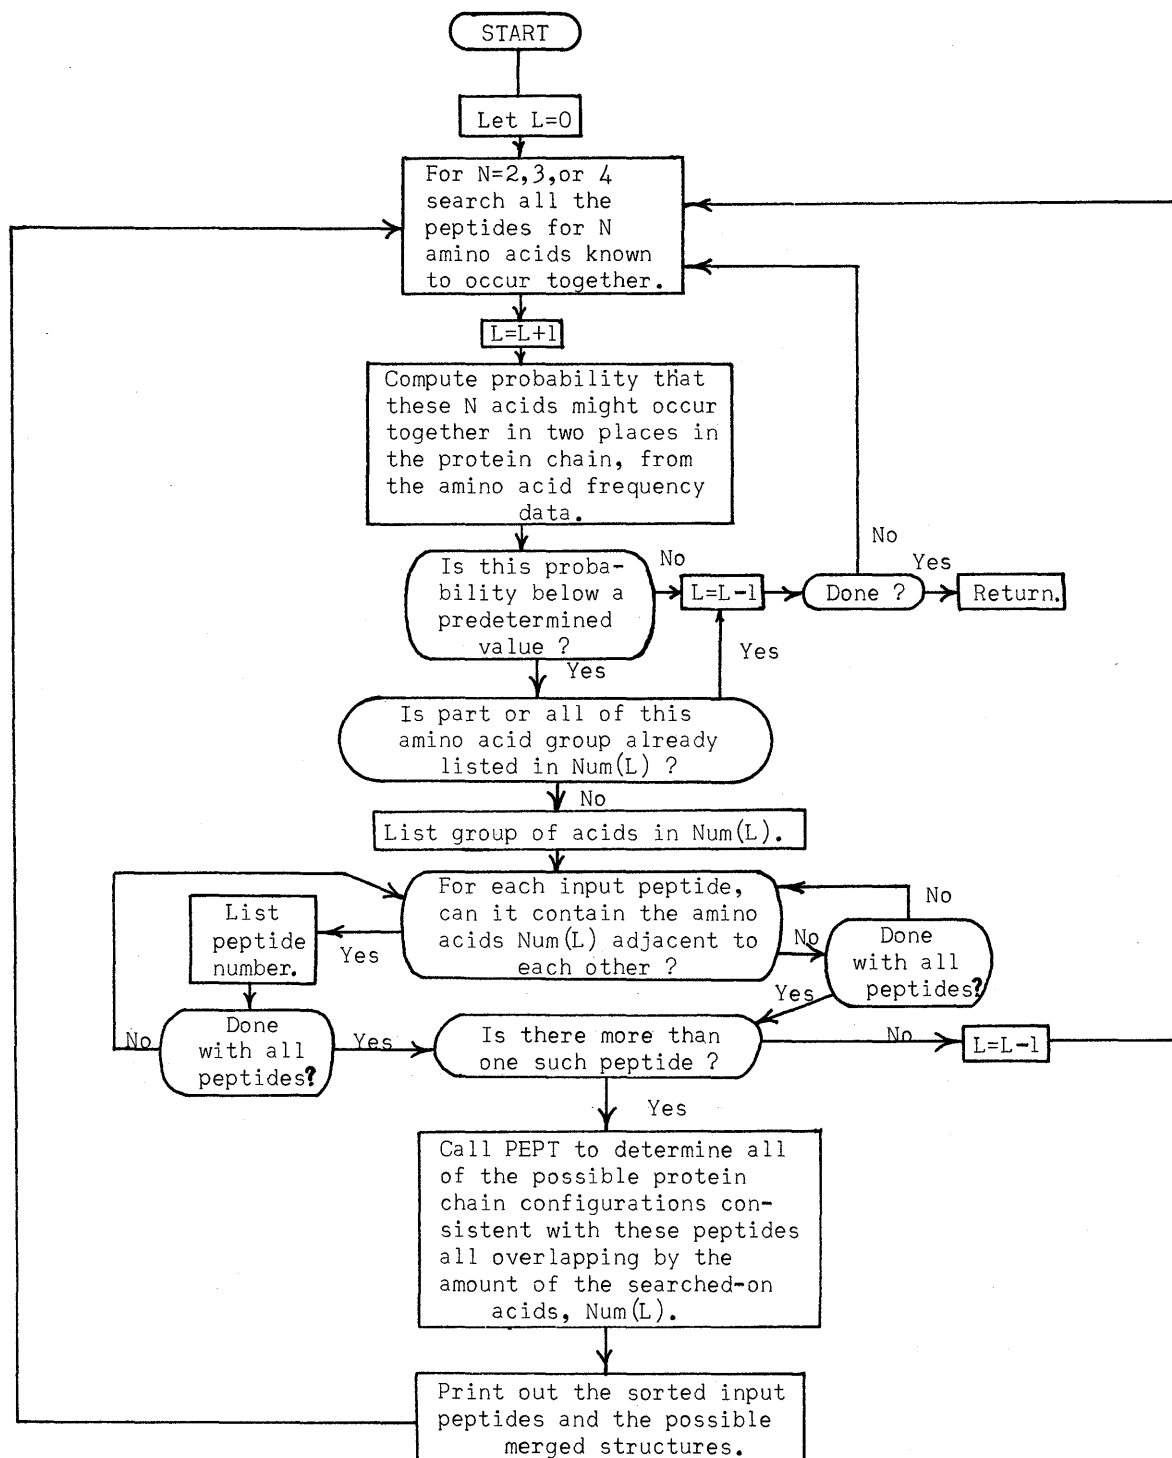 START
Let L=0
For N=2,3,or 4
search all the
peptides for N
amino acids known
to occur together.
L=L+1
Compute probability that
these N acids might occur
together in two places in
the protein chain, from
the amino acid frequency
data.
Is this proba-
bility below a
predetermined
value ?
No
L=L-1
Done ?
No
Yes
Return.
Yes
Yes
Is part or all of this
amino acid group already
listed in Num(L) ?
No
List group of acids in Num(L).
For each input peptide,
can it contain the amino
acids Num(L) adjacent to
each other ?
Yes
List
peptide
number.
No
Done
with all
peptides?
No
Yes
No
Done
with all
peptides?
Yes
Is there more than
one such peptide ?
No
L=L-1
Yes
Call PEPT to determine all
of the possible protein
chain configurations con-
sistent with these peptides
all overlapping by the
amount of the searched-on
acids, Num(L).
Print out the sorted input
peptides and the possible
merged structures.